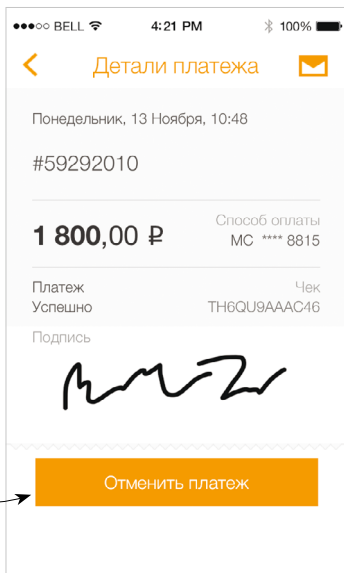 BELL 4:21 PM 100%
Детали платежа
Понедельник, 13 Ноября, 10:48
#59292010
Способ оплаты
1 800,00 ₽ MC **** 8815
Платеж Чек
Успешно TH6QU9AAAC46
Подпись
Отменить платеж